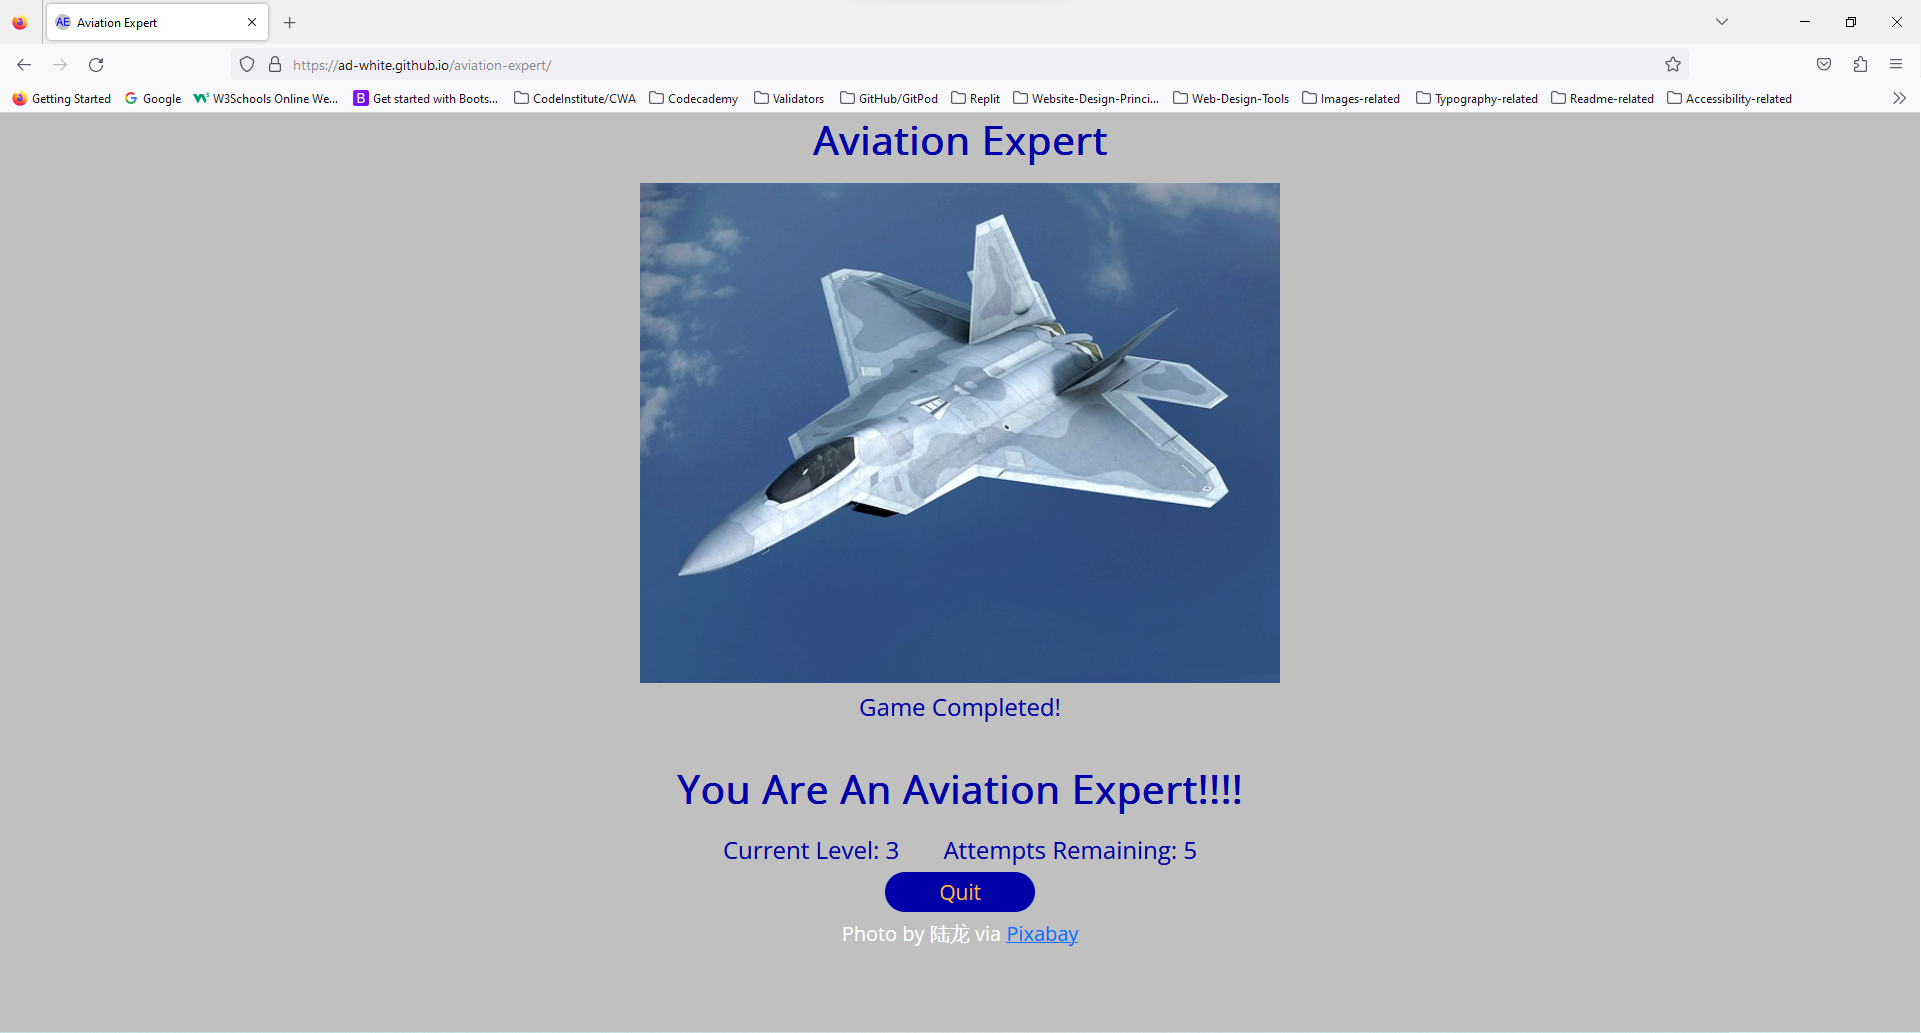 AE Aviation Expert
https://ad-white.github.io/aviation-expert/
Getting Started Google W3Schools Online We... B Get started with Boots... CodeInstitute/CWA Codecademy Validators GitHub/GitPod Replit Website-Design-Princi... Web-Design-Tools Images-related Typography-related Readme-related Accessibility-related
Aviation Expert
Game Completed!
You Are An Aviation Expert!!!!
Current Level: 3 Attempts Remaining: 5
Quit
Photo by 陆龙 via Pixabay